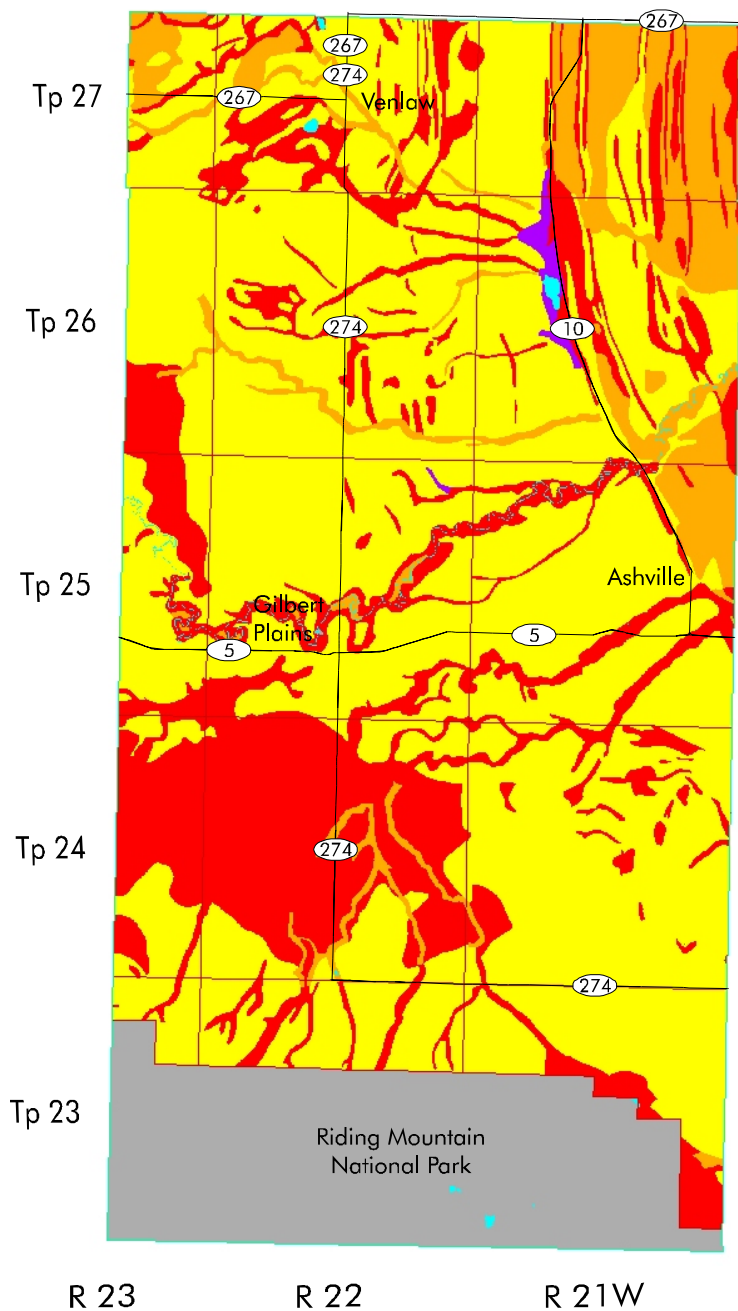 267
267
Tp 27
274
267
Venlaw
Tp 26
274
10
Tp 25
Ashville
Gilbert
Plains
5
5
Tp 24
274
274
Tp 23
Riding Mountain
National Park
R 23
R 22
R 21W